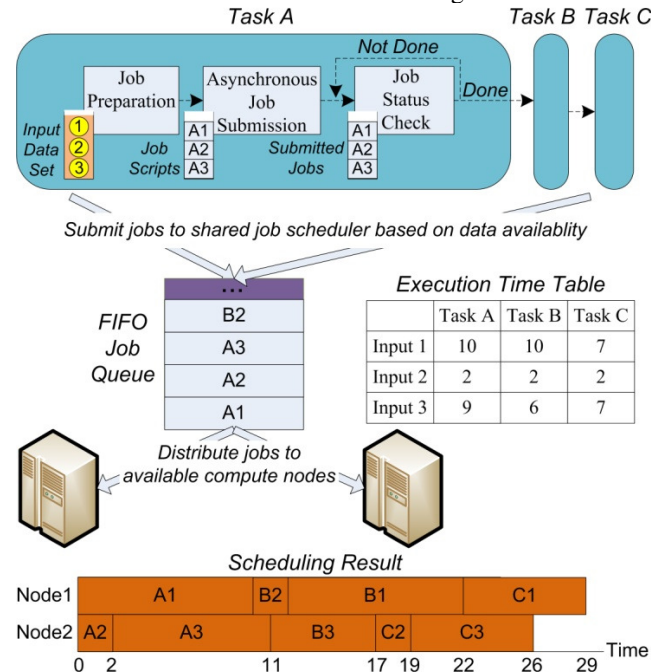 Task A Task B Task C
Not Done
Job Preparation
Asynchronous Job Submission
Job Status Check
Done
Input Data Set
1
2
3
Job Scripts
A1
A2
A3
Submitted Jobs
A1
A2
A3
Submit jobs to shared job scheduler based on data availablity
FIFO Job Queue
...
B2
A3
A2
A1
Execution Time Table
Task A Task B Task C
Input 1 10 10 7
Input 2 2 2 2
Input 3 9 6 7
Distribute jobs to available compute nodes
Scheduling Result
Node1 A1 B2 B1 C1
Node2 A2 A3 B3 C2 C3
Time
0 2 11 17 19 22 26 29